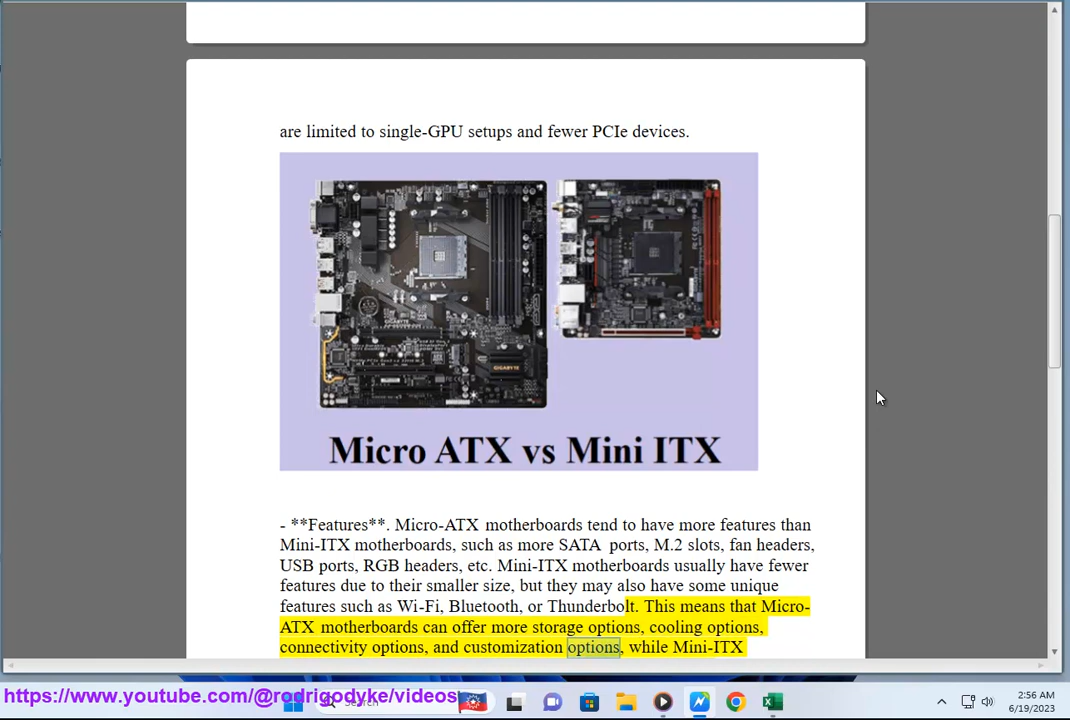 are limited to single-GPU setups and fewer PCIe devices.
GIGABYTE
Micro ATX vs Mini ITX
- **Features**. Micro-ATX motherboards tend to have more features than
Mini-ITX motherboards, such as more SATA ports, M.2 slots, fan headers,
USB ports, RGB headers, etc. Mini-ITX motherboards usually have fewer
features due to their smaller size, but they may also have some unique
features such as Wi-Fi, Bluetooth, or Thunderbolt. This means that Micro-
ATX motherboards can offer more storage options, cooling options,
connectivity options, and customization options, while Mini-ITX
https://www.youtube.com/@rodrigodyke/videos
Search
2:56 AM
6/19/2023